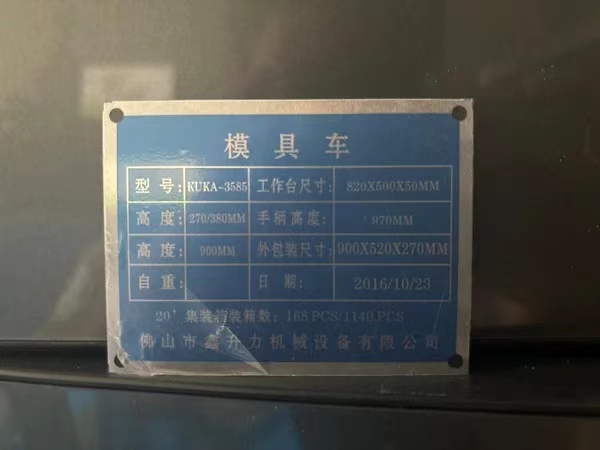 模具车
型号: KUKA-3585 工作台尺寸: 820X500X50MM
高度: 270/380MM 手柄高度: 970MM
高度: 900MM 外包装尺寸: 900X520X270MM
自重: 日期: 2016/10/23
20' 集装箱装箱数: 168 PCS/1140 PCS
佛山市鑫升力机械设备有限公司